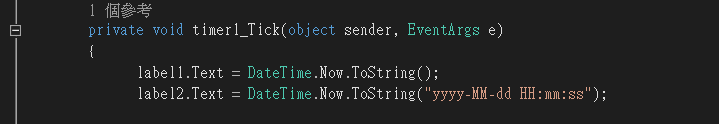 1 個參考
private void timer1_Tick(object sender, EventArgs e)
{
label1.Text = DateTime.Now.ToString();
label2.Text = DateTime.Now.ToString("yyyy-MM-dd HH:mm:ss");